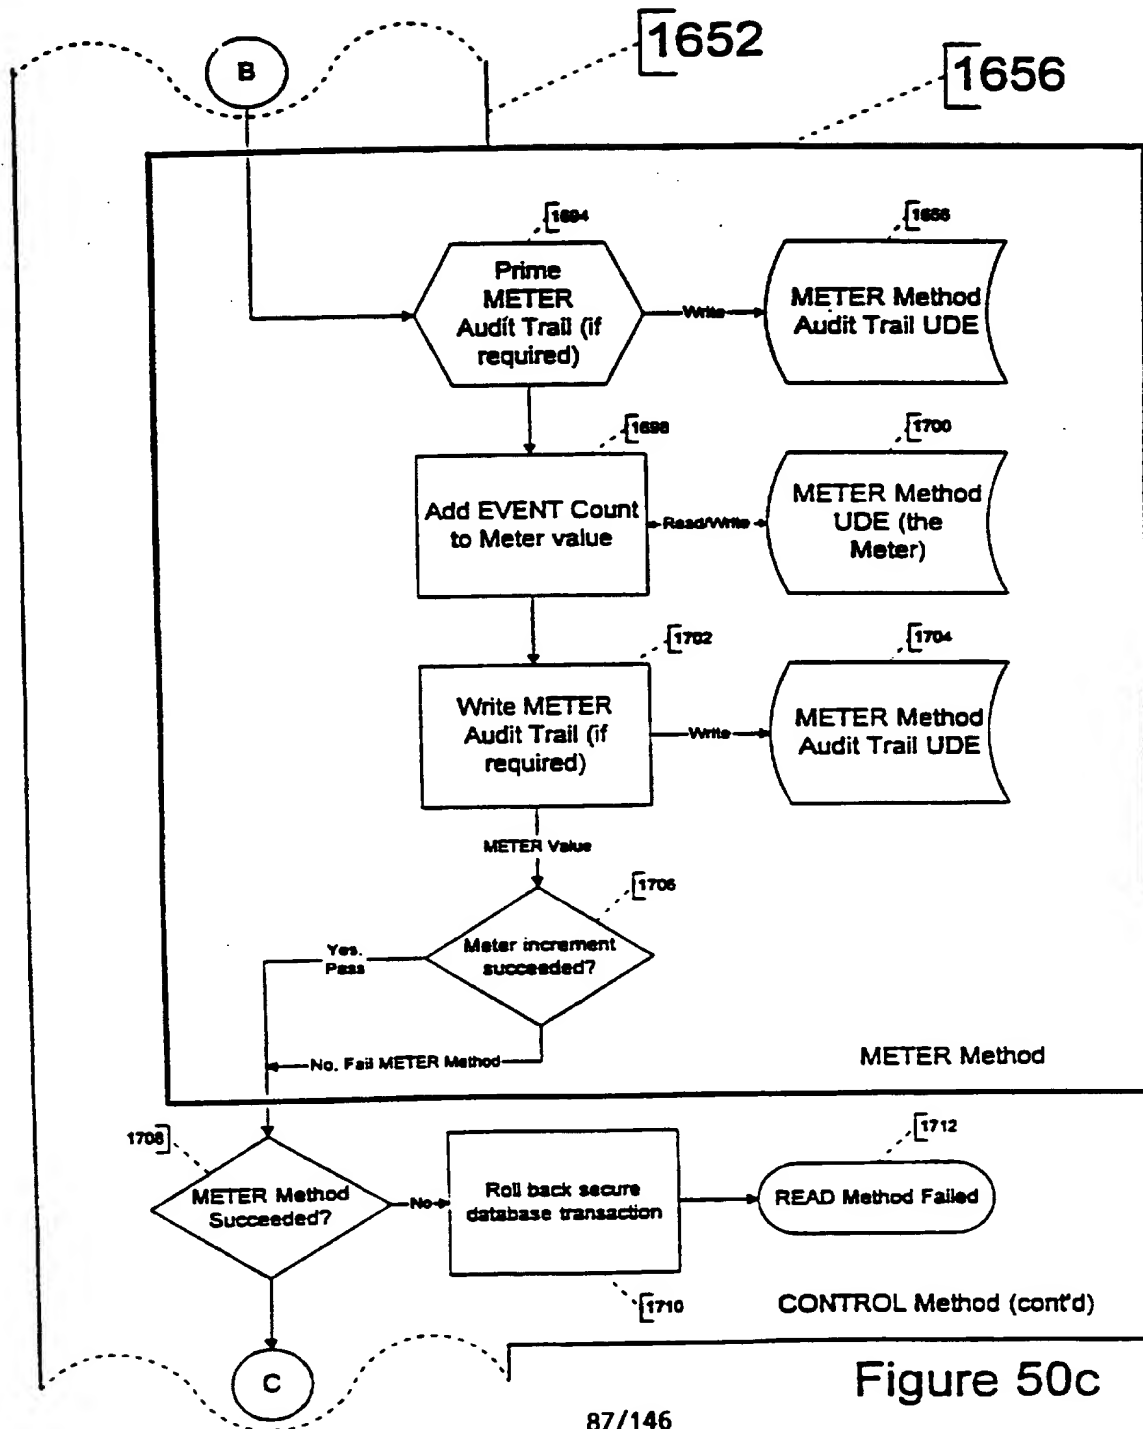 B
1652
1656
1694
Prime
METER
Audit Trail (if
required)
Write
METER Method
Audit Trail UDE
1698
Add EVENT Count
to Meter value
Read/Write
1700
METER Method
UDE (the
Meter)
1702
Write METER
Audit Trail (if
required)
Write
1704
METER Method
Audit Trail UDE
METER Value
1706
Meter increment
succeeded?
Yes.
Pass
No. Fail METER Method
METER Method
1708
METER Method
Succeeded?
No
Roll back secure
database transaction
1710
1712
READ Method Failed
CONTROL Method (cont'd)
C
Figure 50c
87/146